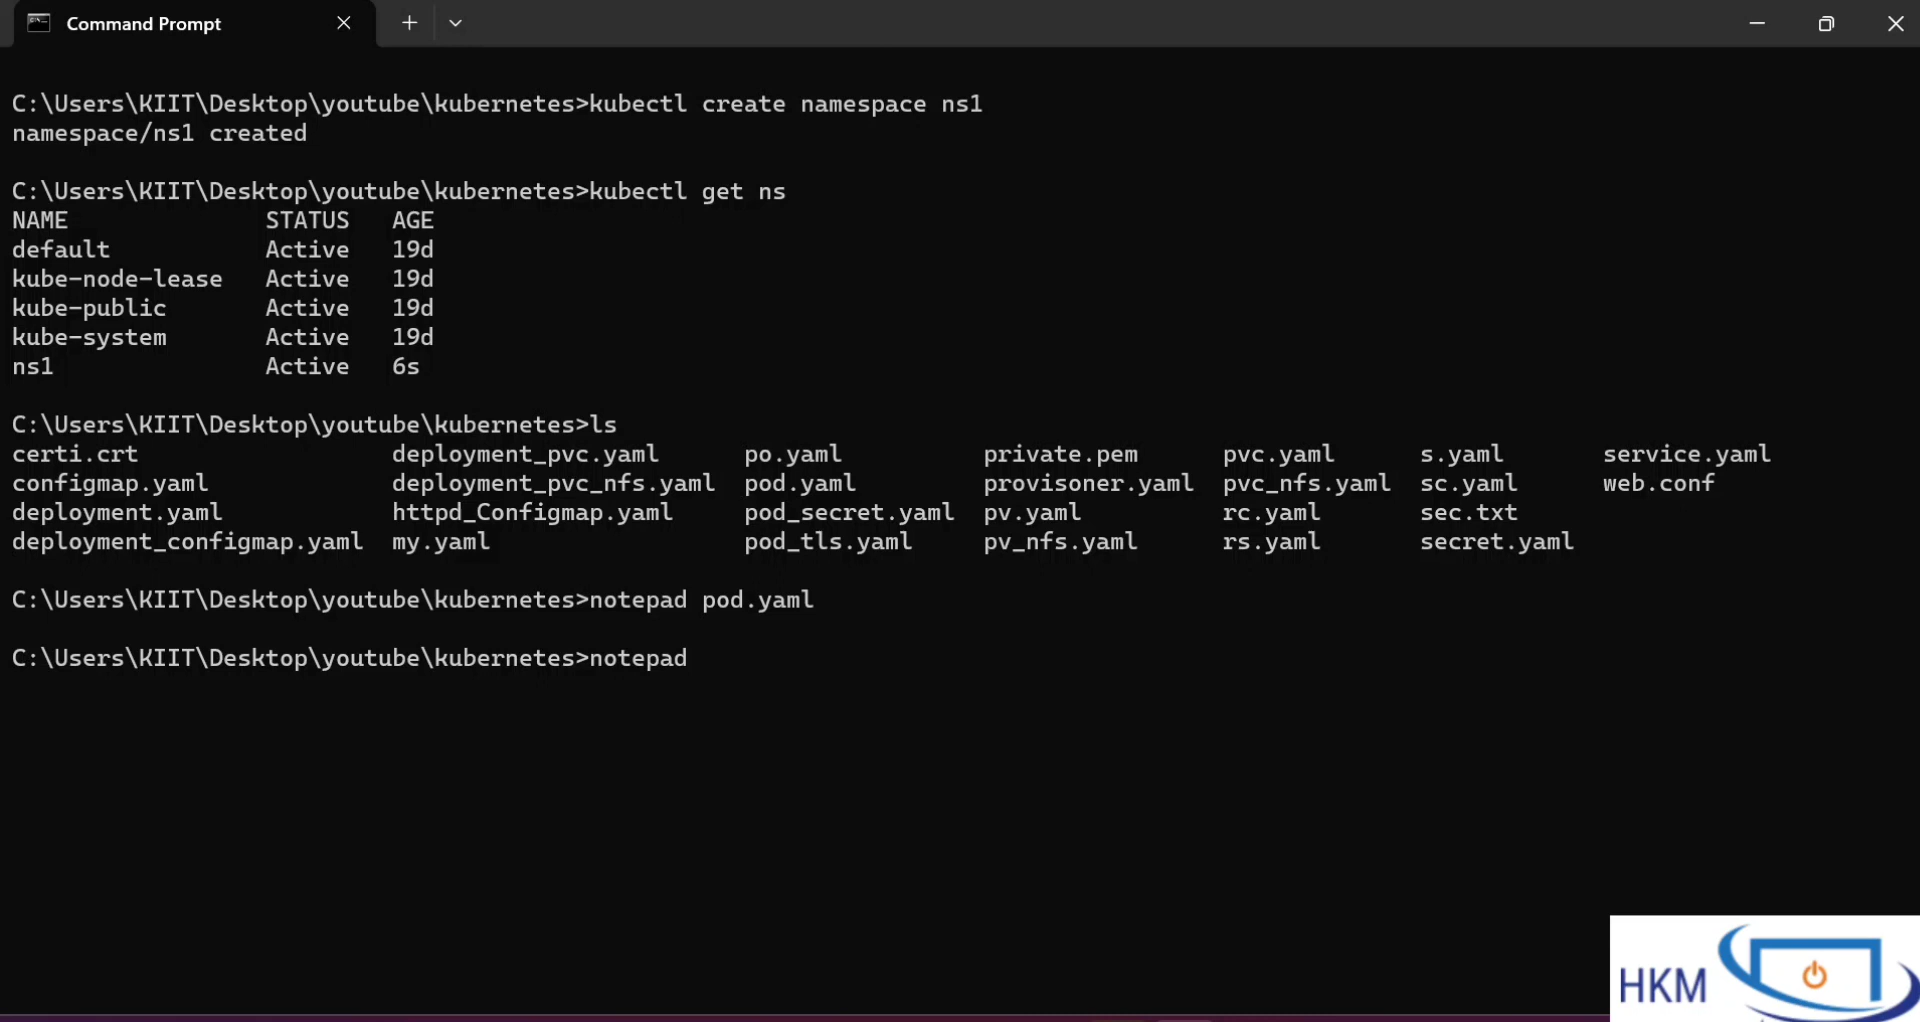 Command Prompt
C:\Users\KIIT\Desktop\youtube\kubernetes>kubectl create namespace ns1
namespace/ns1 created
C:\Users\KIIT\Desktop\youtube\kubernetes>kubectl get ns
NAME STATUS AGE
default Active 19d
kube-node-lease Active 19d
kube-public Active 19d
kube-system Active 19d
ns1 Active 6s
C:\Users\KIIT\Desktop\youtube\kubernetes>ls
certi.crt deployment_pvc.yaml po.yaml private.pem pvc.yaml s.yaml service.yaml
configmap.yaml deployment_pvc_nfs.yaml pod.yaml provisoner.yaml pvc_nfs.yaml sc.yaml web.conf
deployment.yaml httpd_Configmap.yaml pod_secret.yaml pv.yaml rc.yaml sec.txt
deployment_configmap.yaml my.yaml pod_tls.yaml pv_nfs.yaml rs.yaml secret.yaml
C:\Users\KIIT\Desktop\youtube\kubernetes>notepad pod.yaml
C:\Users\KIIT\Desktop\youtube\kubernetes>notepad
HKM